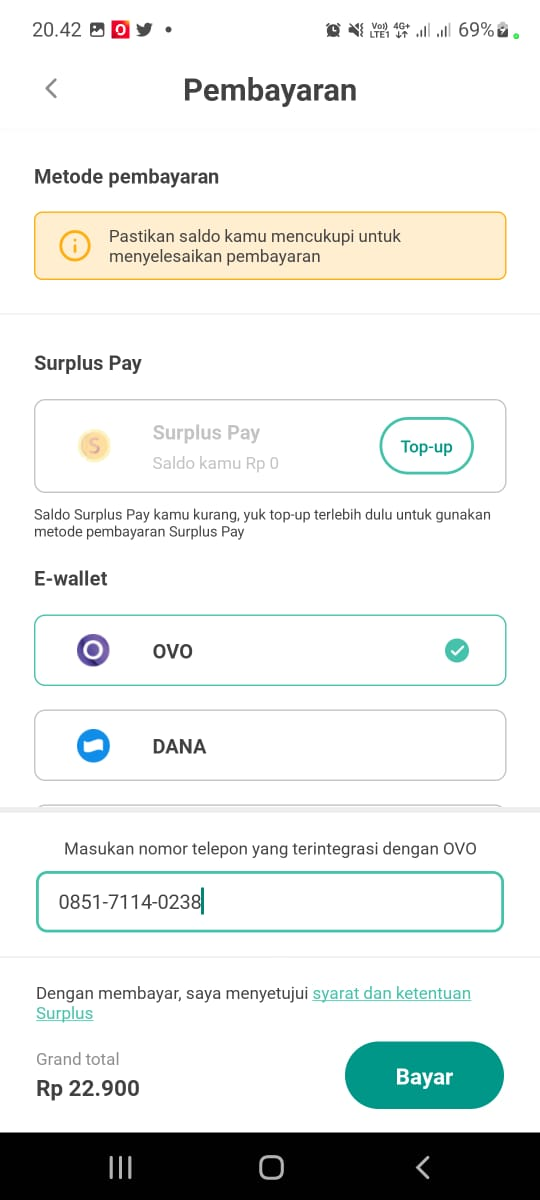 20.42
Vo)) 4G+
LTE1
69%
Pembayaran
Metode pembayaran
Pastikan saldo kamu mencukupi untuk
menyelesaikan pembayaran
Surplus Pay
Surplus Pay
Saldo kamu Rp 0
Top-up
Saldo Surplus Pay kamu kurang, yuk top-up terlebih dulu untuk gunakan
metode pembayaran Surplus Pay
E-wallet
OVO
DANA
Masukan nomor telepon yang terintegrasi dengan OVO
0851-7114-0238
Dengan membayar, saya menyetujui syarat dan ketentuan
Surplus
Grand total
Rp 22.900
Bayar